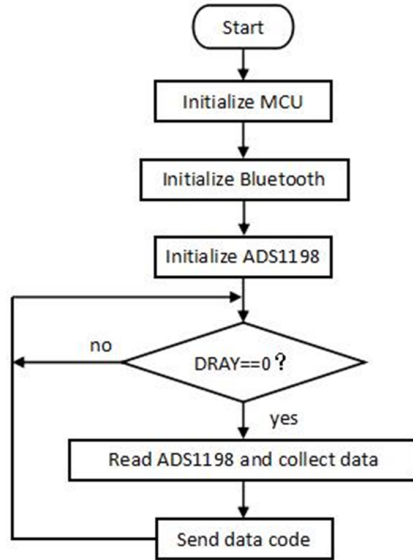 Start
Initialize MCU
Initialize Bluetooth
Initialize ADS1198
no
DRAY==0?
yes
Read ADS1198 and collect data
Send data code